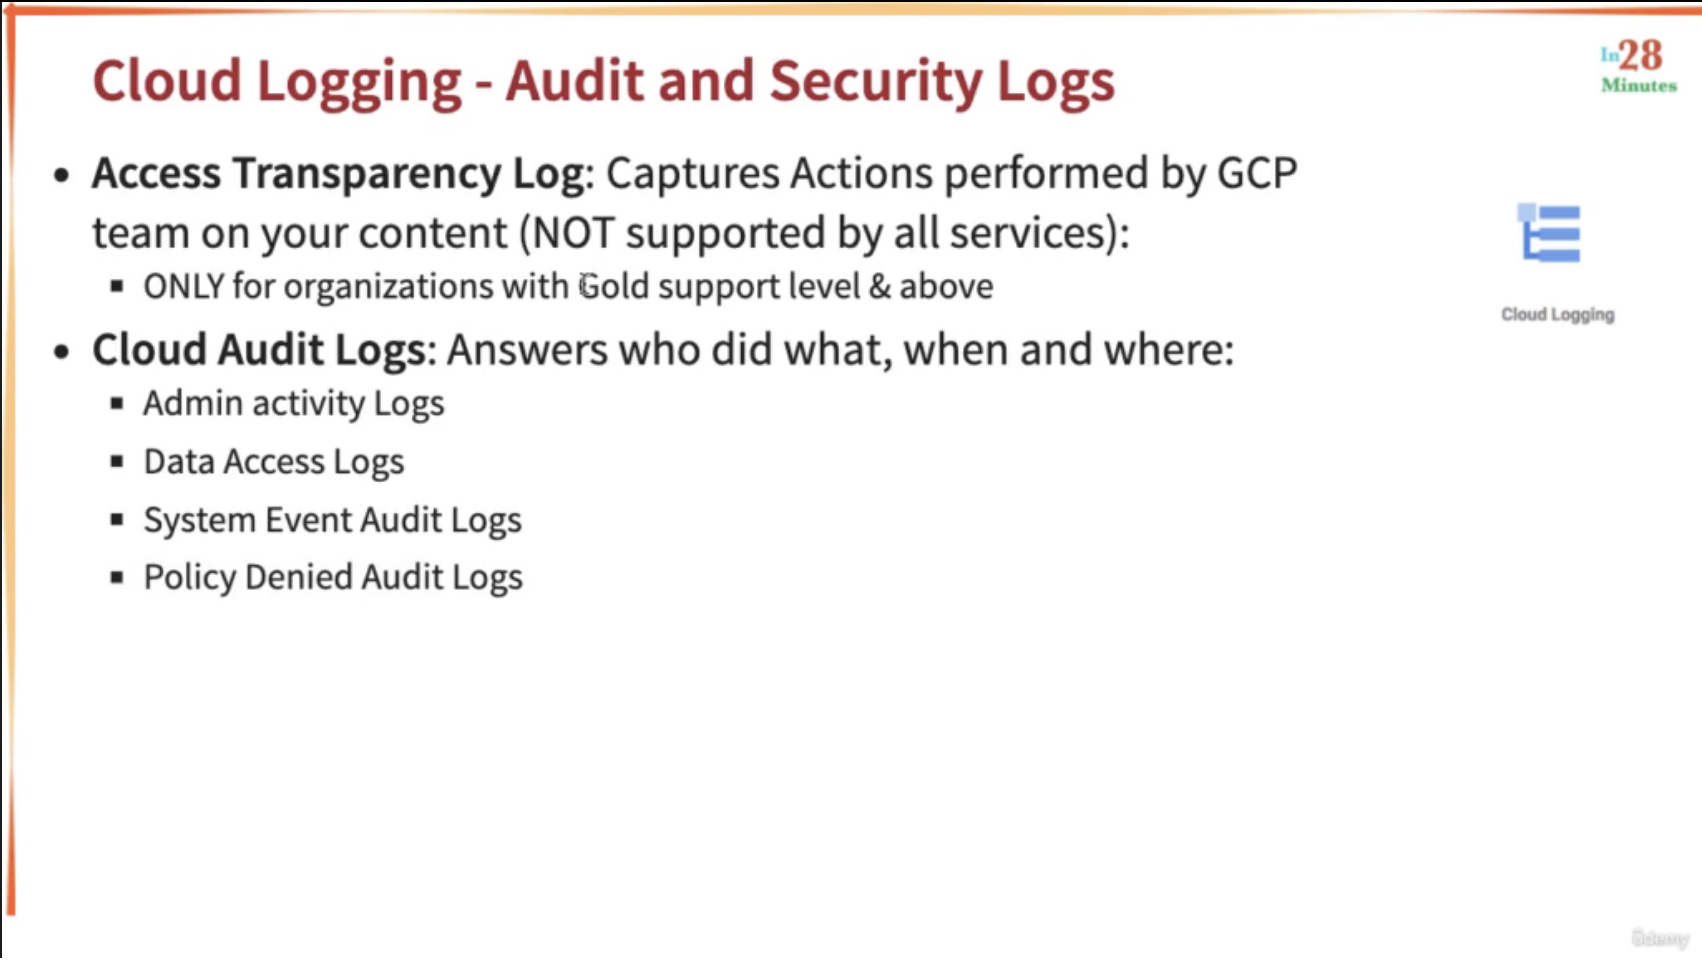 Cloud Logging - Audit and Security Logs
In28
Minutes
• Access Transparency Log: Captures Actions performed by GCP
team on your content (NOT supported by all services):
▪ ONLY for organizations with Gold support level & above
• Cloud Audit Logs: Answers who did what, when and where:
▪ Admin activity Logs
▪ Data Access Logs
▪ System Event Audit Logs
▪ Policy Denied Audit Logs
Cloud Logging
ûdemy